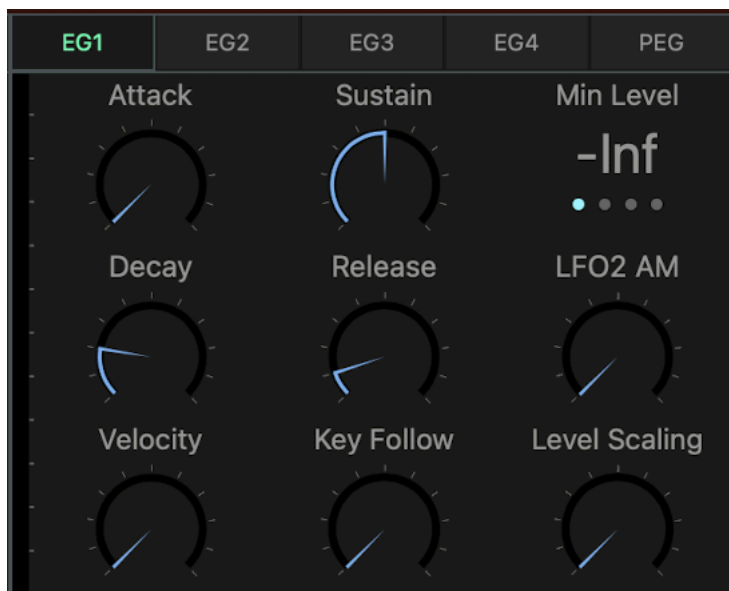 EG1 EG2 EG3 EG4 PEG
Attack Sustain Min Level
-Inf
Decay Release LFO2 AM
Velocity Key Follow Level Scaling